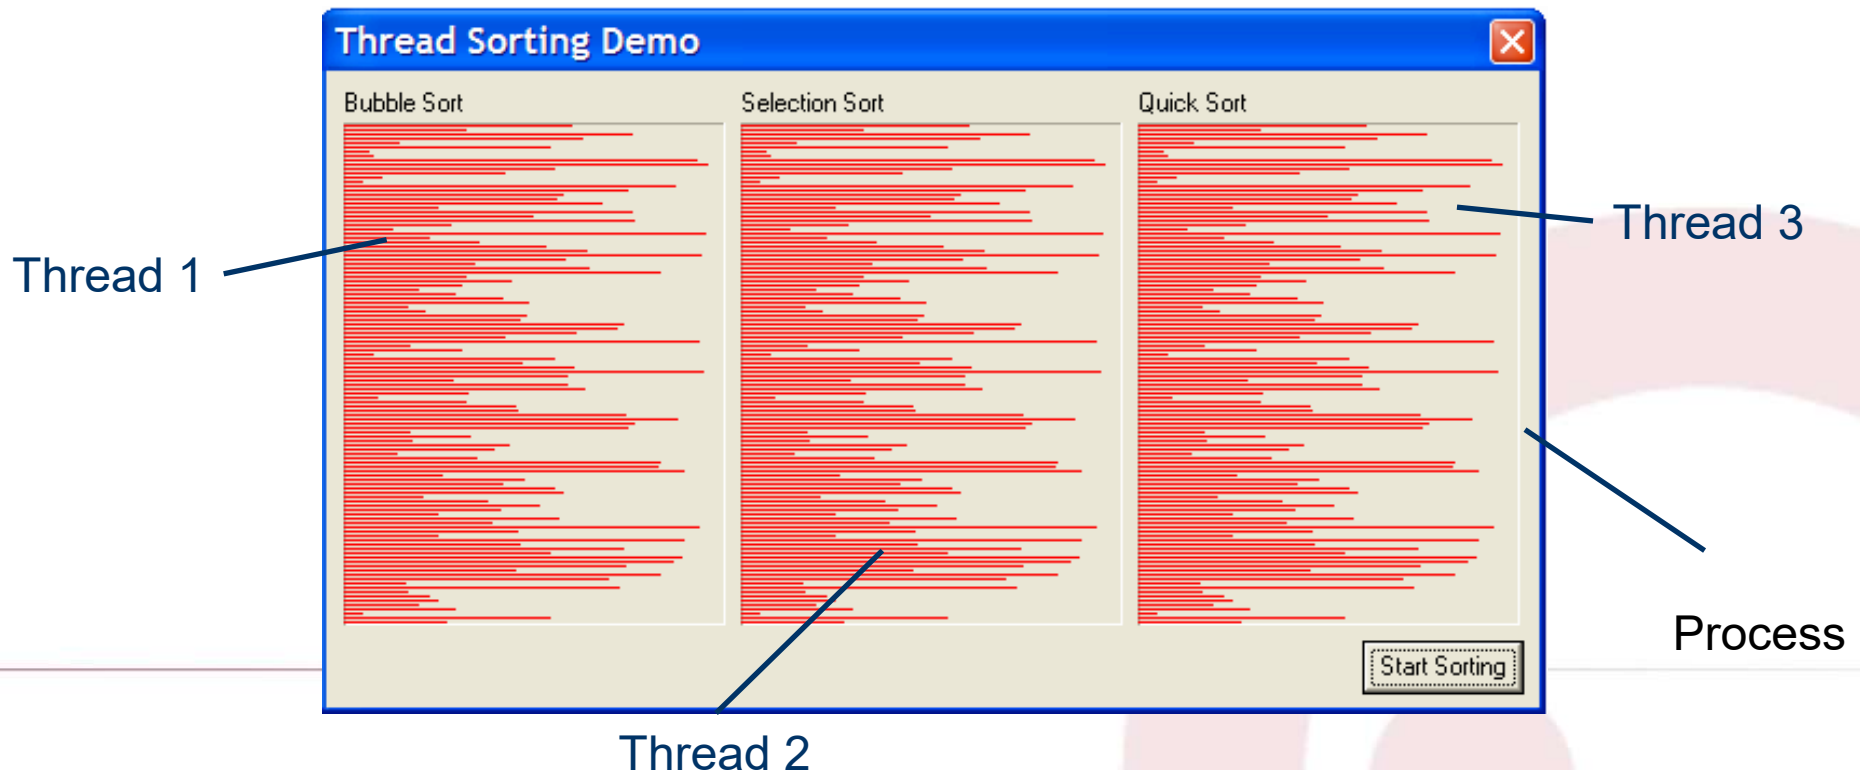 Thread Sorting Demo
Bubble Sort
Selection Sort
Quick Sort
Thread 1
Thread 3
Process
Start Sorting
Thread 2